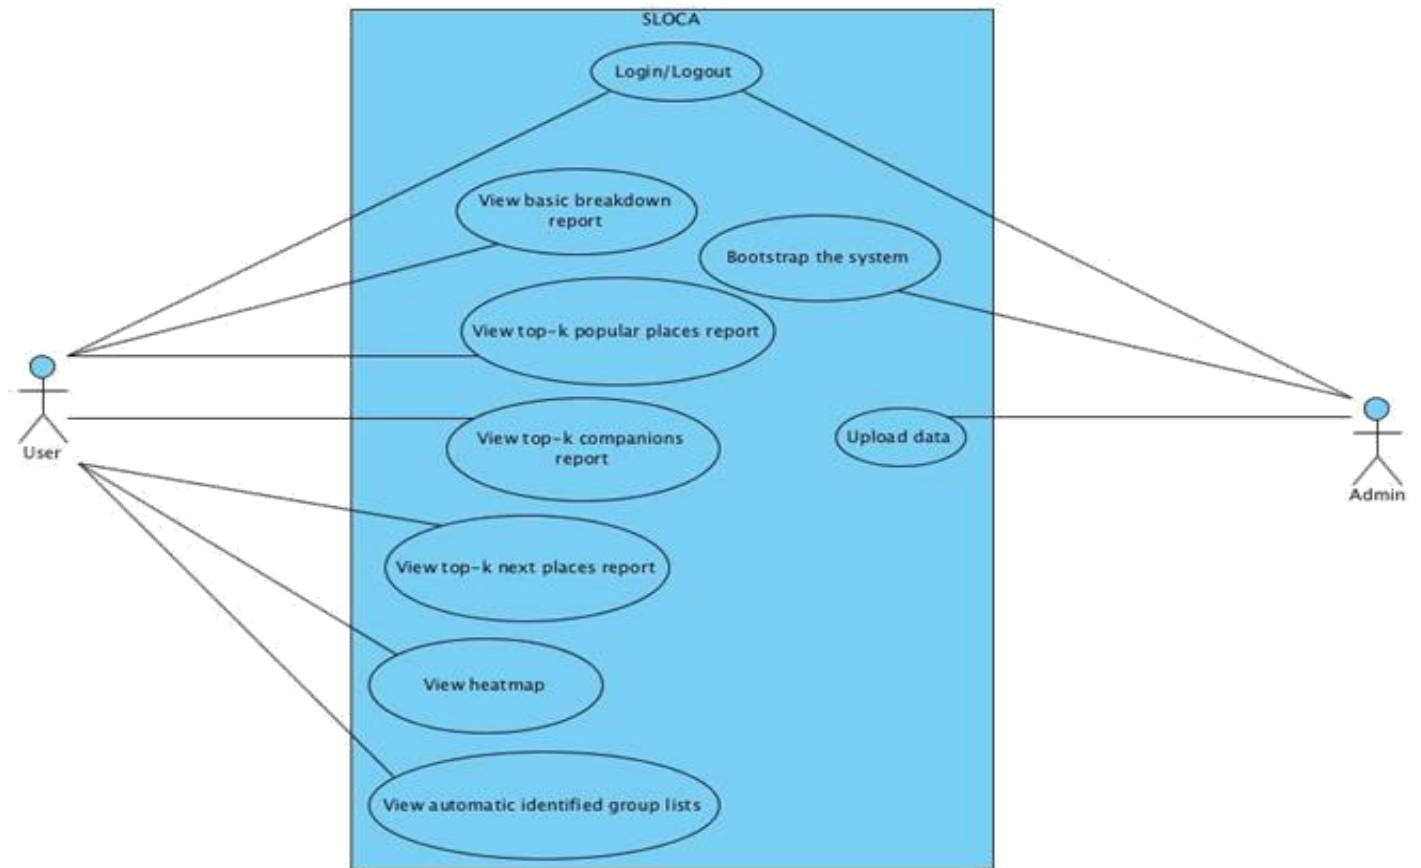 SLOCA
Login/Logout
View basic breakdown
report
Bootstrap the system
View top-k popular places report
View top-k companions
report
Upload data
User
Admin
View top-k next places report
View heatmap
View automatic identified group lists